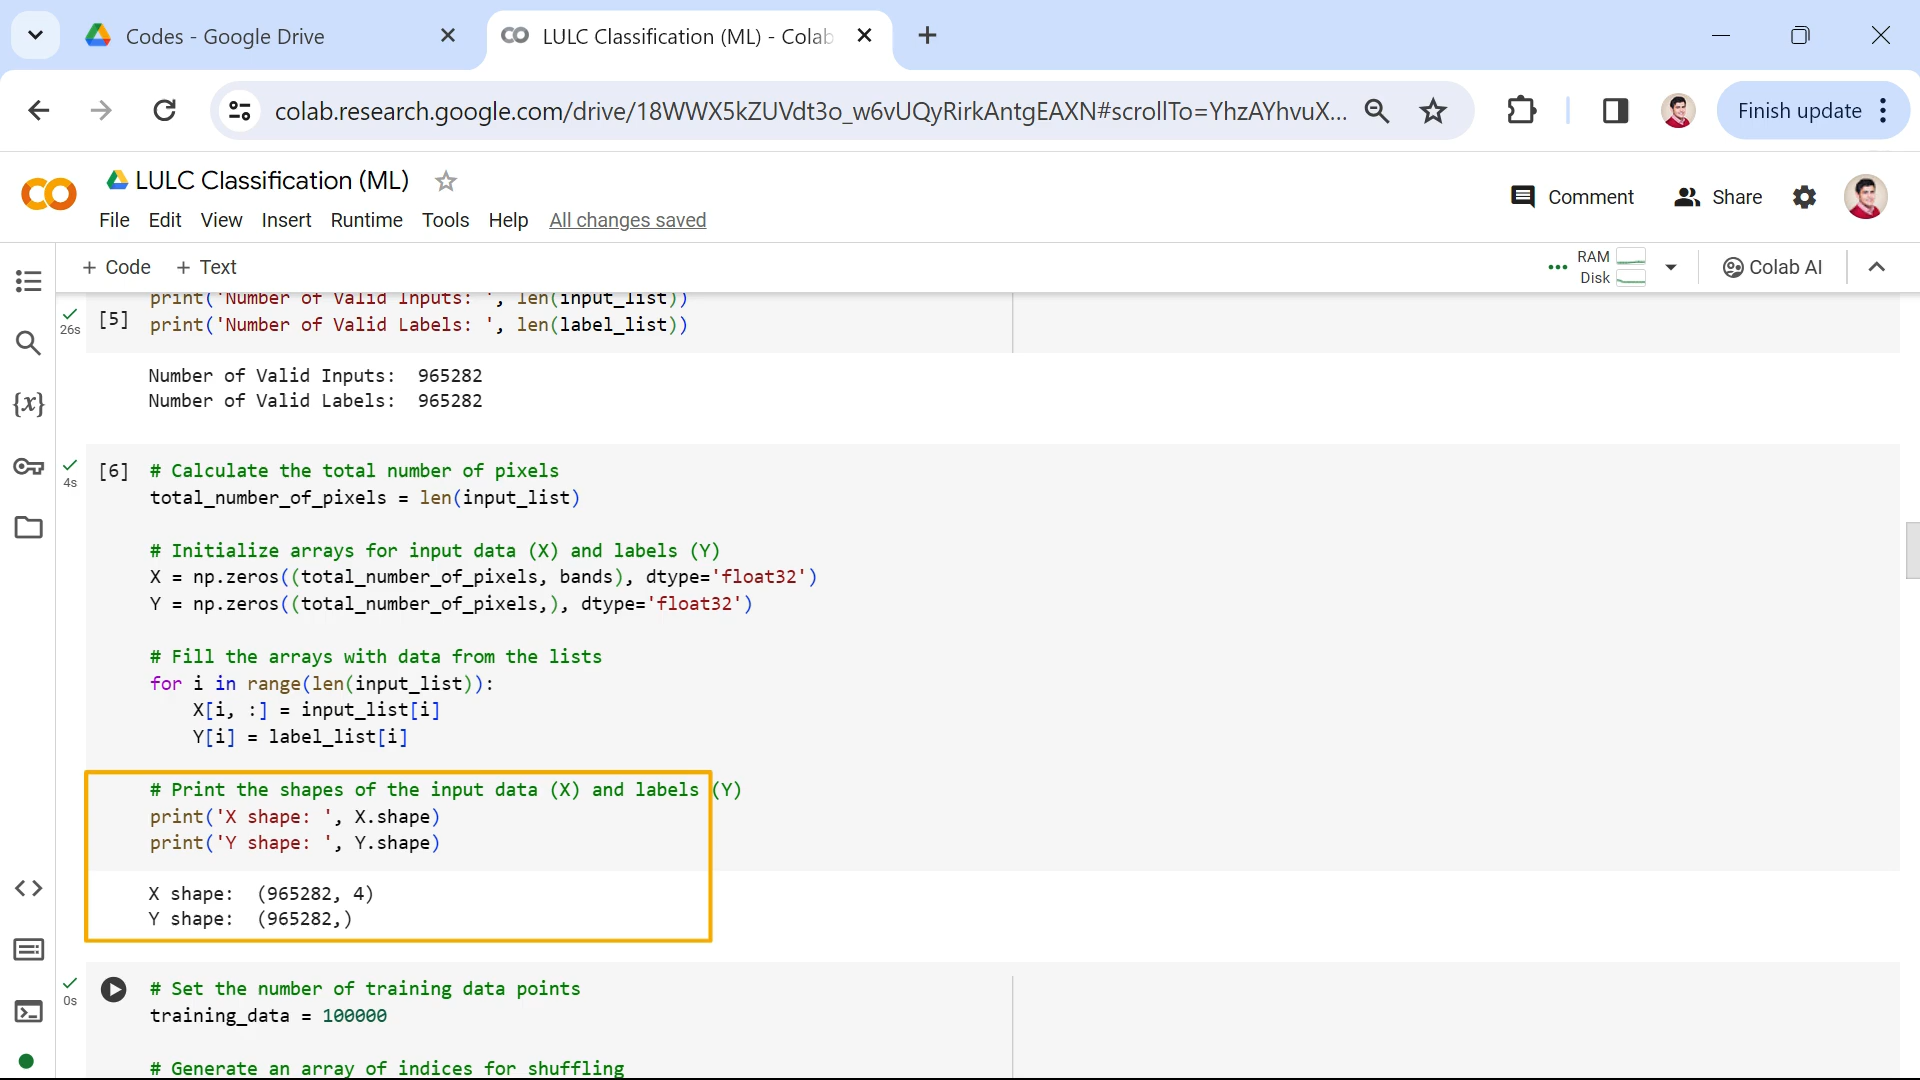 Codes - Google Drive
LULC Classification (ML) - Colab
colab.research.google.com/drive/18WWX5kZUVdt3o_w6vUQyRirkAntgEAXN#scrollTo=YhzAYhvuX...
Finish update
LULC Classification (ML)
File Edit View Insert Runtime Tools Help All changes saved
Comment Share
+ Code + Text
RAM
Disk
Colab AI
print('Number of Valid Inputs: ', len(input_list))
26s [5] print('Number of Valid Labels: ', len(label_list))
Number of Valid Inputs: 965282
Number of Valid Labels: 965282
{x}
4s [6] # Calculate the total number of pixels
total_number_of_pixels = len(input_list)
# Initialize arrays for input data (X) and labels (Y)
X = np.zeros((total_number_of_pixels, bands), dtype='float32')
Y = np.zeros((total_number_of_pixels,), dtype='float32')
# Fill the arrays with data from the lists
for i in range(len(input_list)):
X[i, :] = input_list[i]
Y[i] = label_list[i]
# Print the shapes of the input data (X) and labels (Y)
print('X shape: ', X.shape)
print('Y shape: ', Y.shape)
X shape: (965282, 4)
Y shape: (965282,)
0s # Set the number of training data points
training_data = 100000
# Generate an array of indices for shuffling